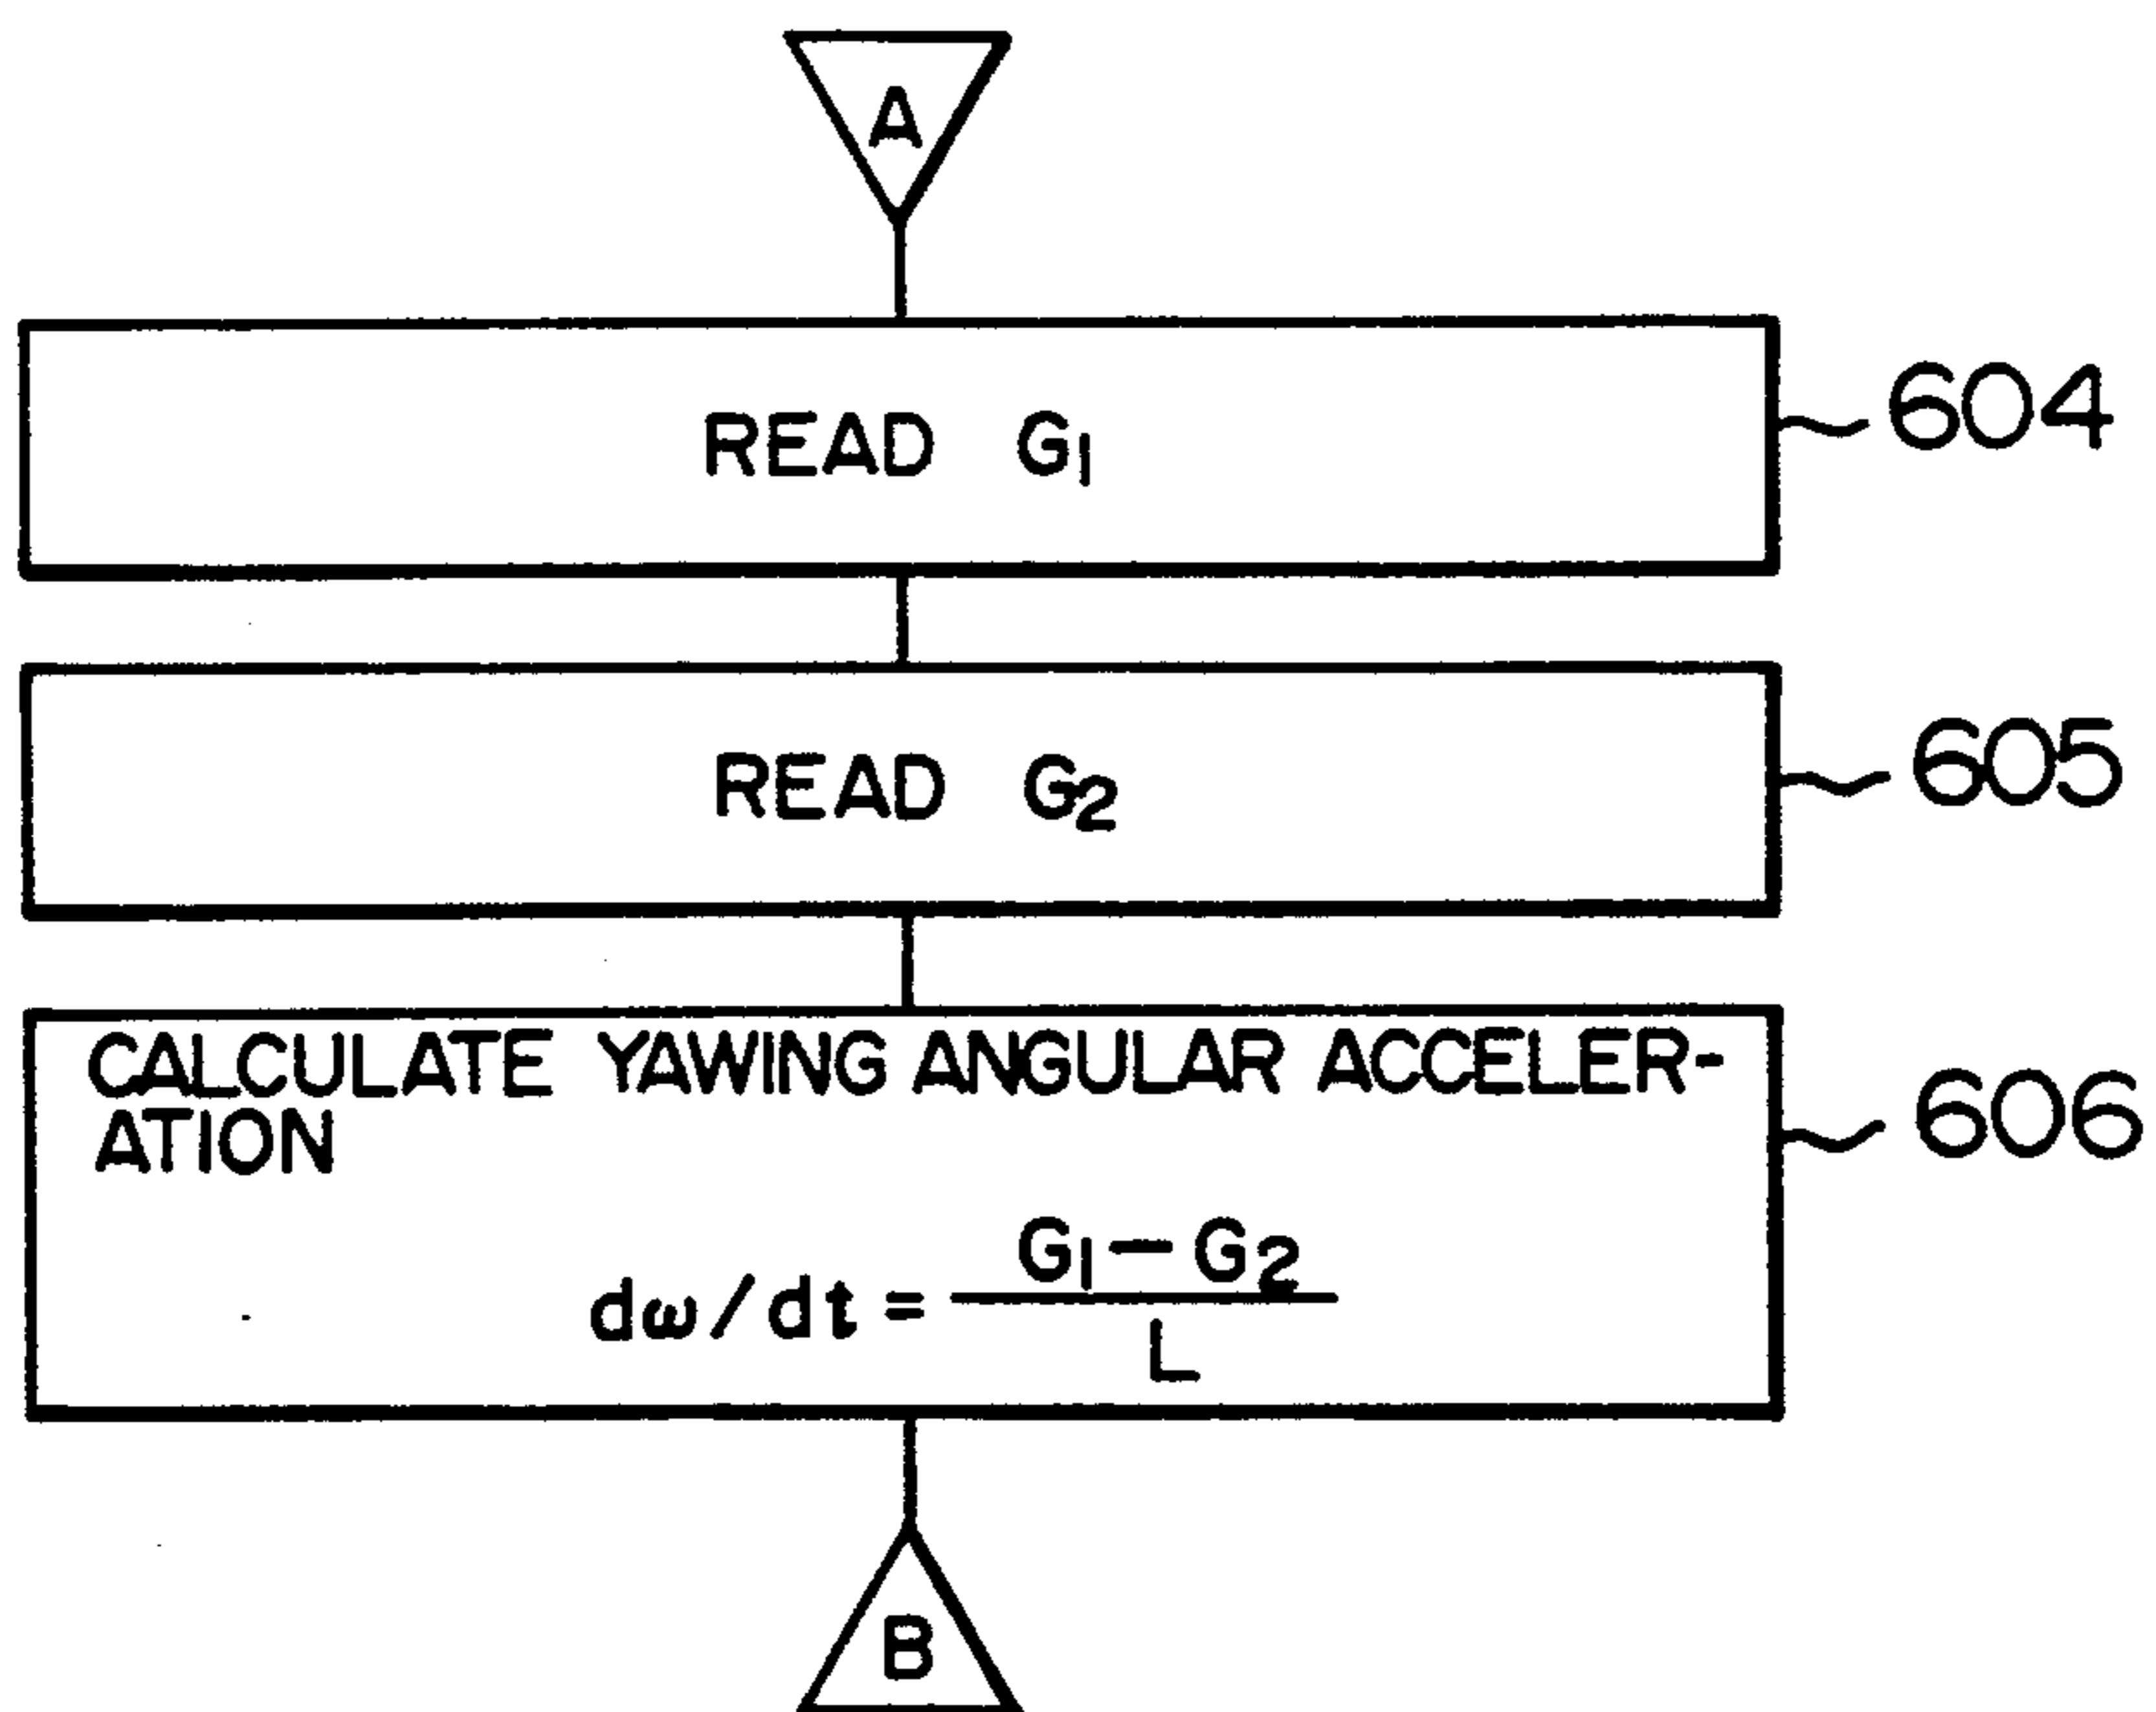 A
READ G1
604
READ G2
605
CALCULATE YAWING ANGULAR ACCELER-
ATION
606
dω/dt = G1 - G2 / L
B